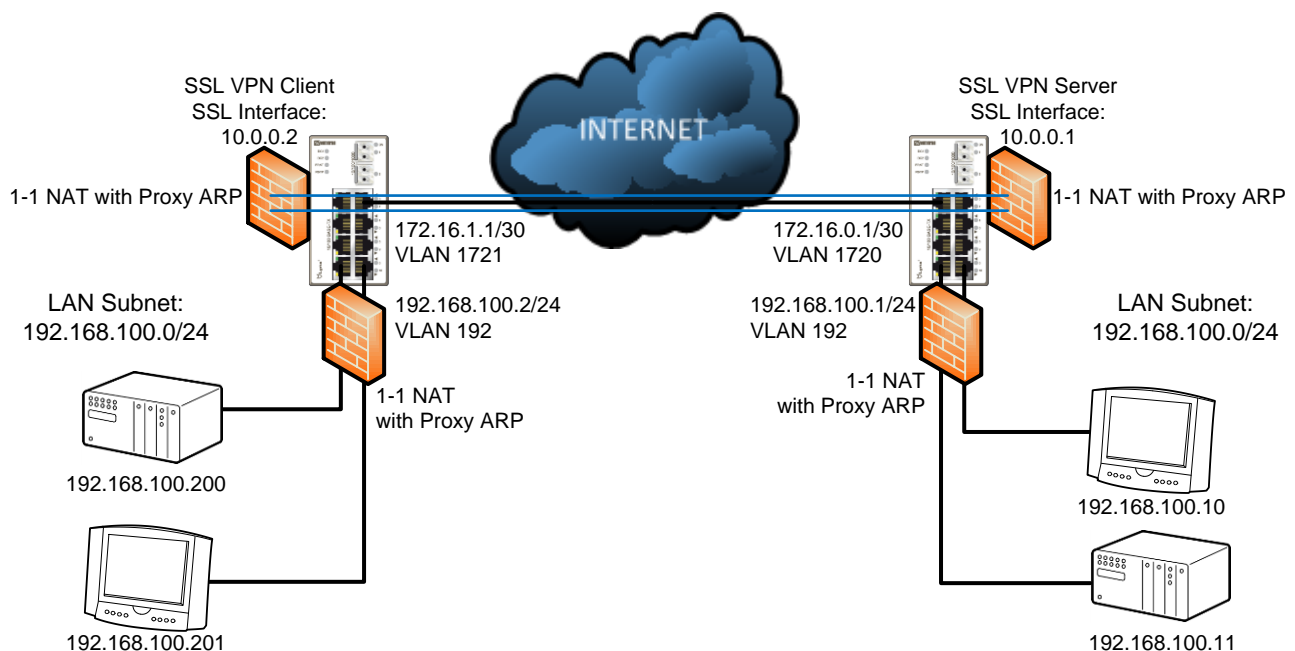 SSL VPN Client
SSL Interface:
10.0.0.2
1-1 NAT with Proxy ARP
INTERNET
SSL VPN Server
SSL Interface:
10.0.0.1
1-1 NAT with Proxy ARP
172.16.1.1/30
VLAN 1721
172.16.0.1/30
VLAN 1720
LAN Subnet:
192.168.100.0/24
192.168.100.2/24
VLAN 192
192.168.100.1/24
VLAN 192
LAN Subnet:
192.168.100.0/24
1-1 NAT
with Proxy ARP
1-1 NAT
with Proxy ARP
192.168.100.200
192.168.100.10
192.168.100.201
192.168.100.11